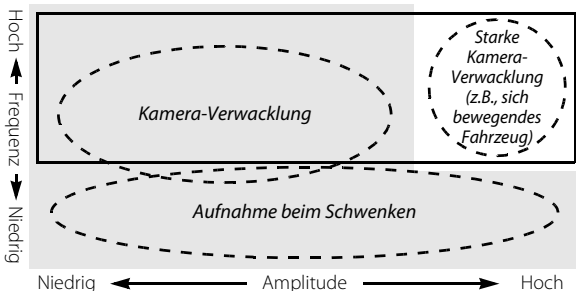 Hoch
Frequenz
Niedrig
Kamera-Verwacklung
Starke
Kamera-
Verwacklung
(z.B., sich
bewegendes
Fahrzeug)
Aufnahme beim Schwenken
Niedrig Amplitude Hoch